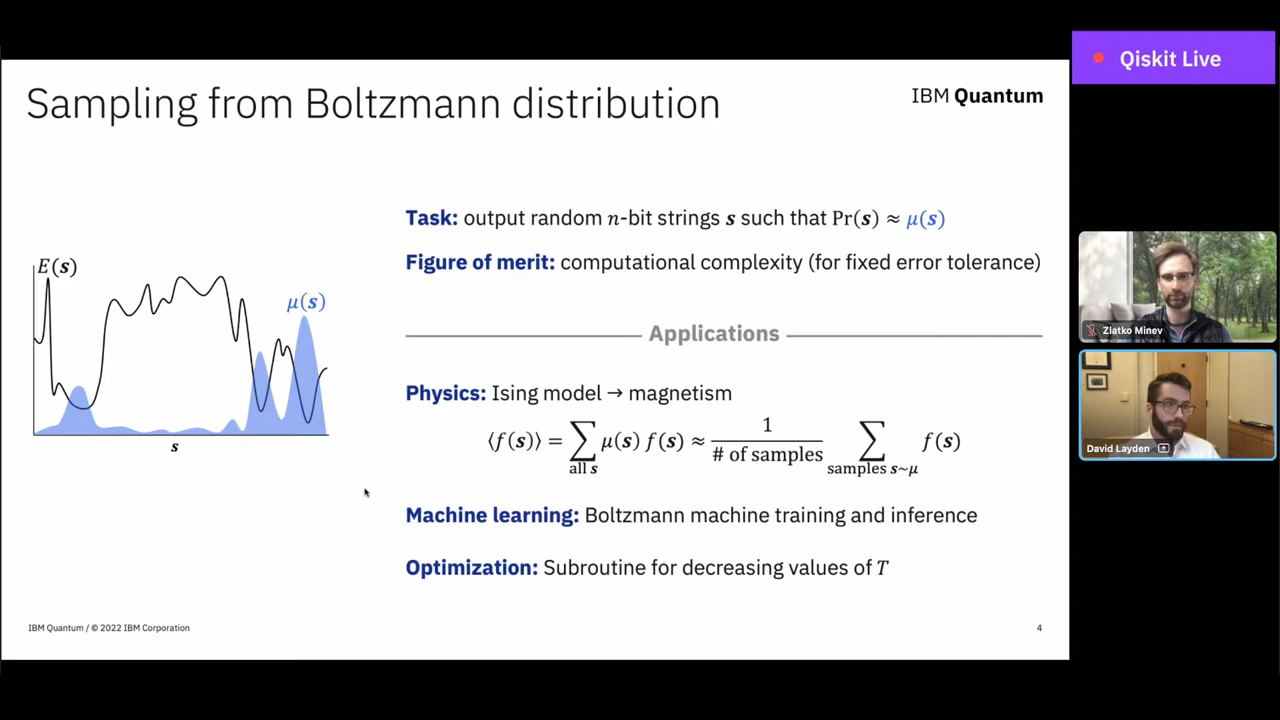 Sampling from Boltzmann distribution
IBM Quantum
Qiskit Live
Task: output random n-bit strings s such that Pr(s) ≈ μ(s)
Figure of merit: computational complexity (for fixed error tolerance)
E(s)
μ(s)
s
Applications
Physics: Ising model → magnetism
⟨f(s)⟩ = ∑ all s μ(s) f(s) ≈ 1 / # of samples ∑ samples s~μ f(s)
Machine learning: Boltzmann machine training and inference
Optimization: Subroutine for decreasing values of T
IBM Quantum / © 2022 IBM Corporation
4
Zlatko Minev
David Layden